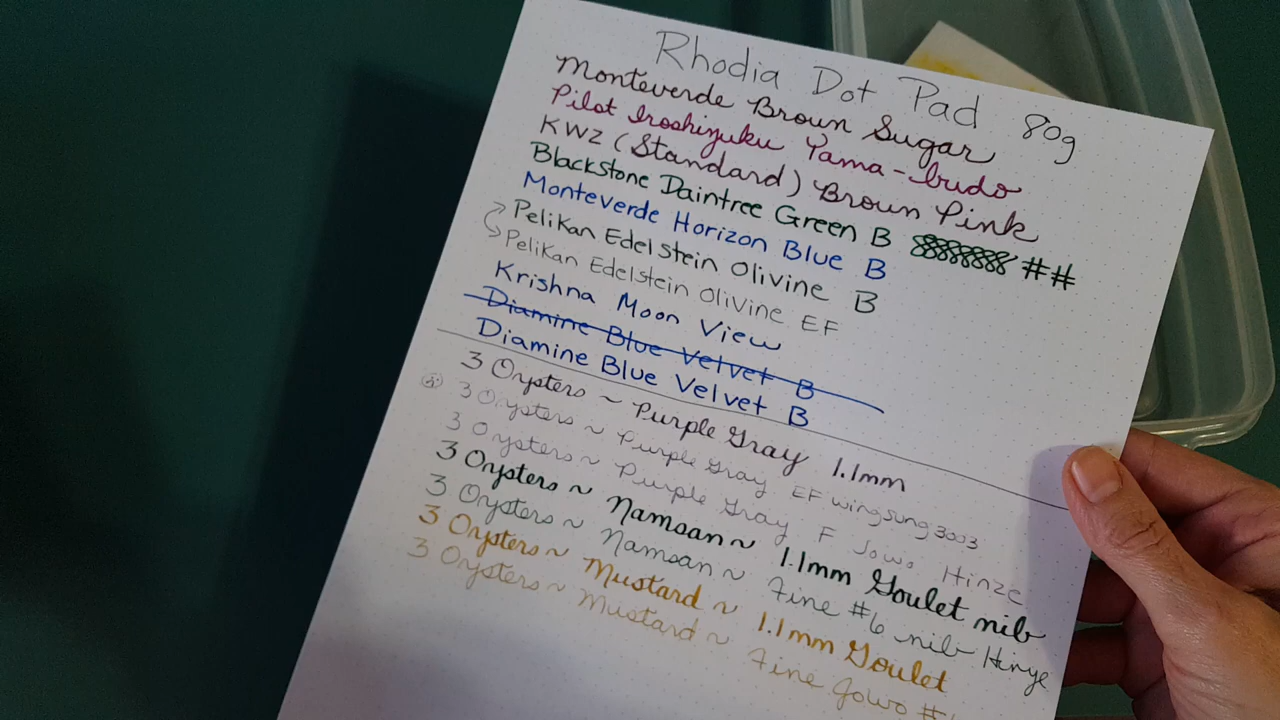 Rhodia Dot Pad 80g
Monteverde Brown Sugar
Pilot Iroshizuku Yama-budo
KWZ (Standard) Brown Pink
Blackstone Daintree Green B ##
Monteverde Horizon Blue B
Pelikan Edelstein Olivine B
Pelikan Edelstein Olivine EF
Krishna Moon View
Diamine Blue Velvet B
Diamine Blue Velvet B
3 Oysters ~ Purple Gray 1.1mm
3 Oysters ~ Purple Gray EF wingsung 3003
3 Oysters ~ Purple Gray F Jowo Hinze
3 Oysters ~ Namsan ~ 1.1mm Goulet nib
3 Oysters ~ Namsan ~ Fine #6 nib Hinze
3 Oysters ~ Mustard ~ 1.1mm Goulet
3 Oysters ~ Mustard ~ Fine Jowo